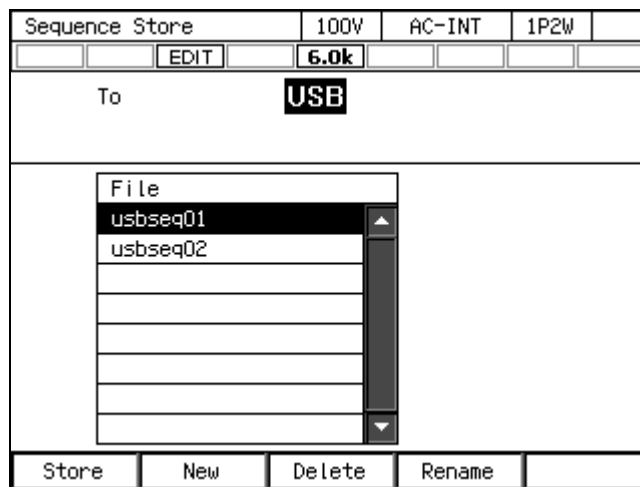 Sequence Store 100V AC-INT 1P2W
EDIT 6.0k
To USB
File
usbseq01
usbseq02
Store New Delete Rename